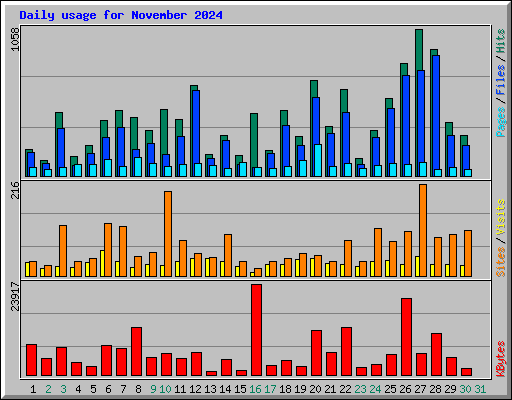 Daily usage for November 2024
1058
Pages / Files / Hits
216
Sites / Visits
23917
KBytes
1 2 3 4 5 6 7 8 9 10 11 12 13 14 15 16 17 18 19 20 21 22 23 24 25 26 27 28 29 30 31